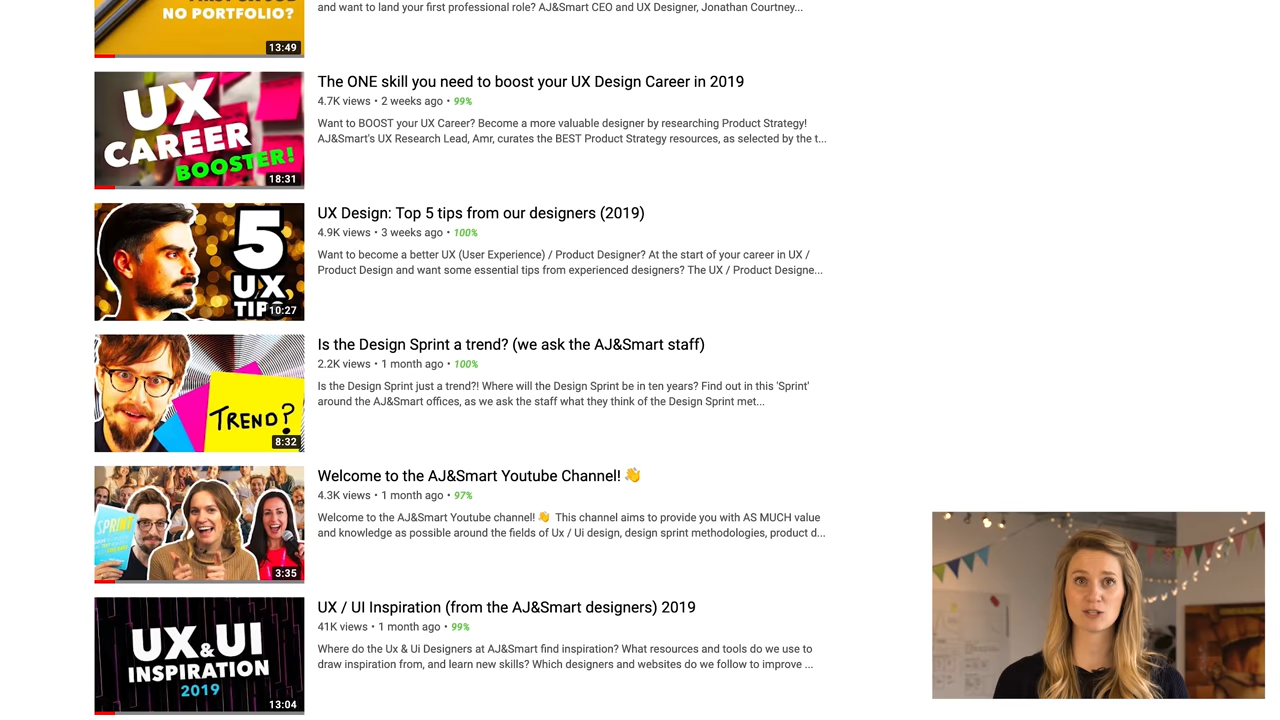 NO PORTFOLIO?
13:49
and want to land your first professional role? AJ&Smart CEO and UX Designer, Jonathan Courtney...
UX
CAREER
BOOSTER!
18:31
The ONE skill you need to boost your UX Design Career in 2019
4.7K views • 2 weeks ago • 99%
Want to BOOST your UX Career? Become a more valuable designer by researching Product Strategy!
AJ&Smart's UX Research Lead, Amr, curates the BEST Product Strategy resources, as selected by the t...
5
UX
TIPS
10:27
UX Design: Top 5 tips from our designers (2019)
4.9K views • 3 weeks ago • 100%
Want to become a better UX (User Experience) / Product Designer? At the start of your career in UX /
Product Design and want some essential tips from experienced designers? The UX / Product Designe...
TREND?
8:32
Is the Design Sprint a trend? (we ask the AJ&Smart staff)
2.2K views • 1 month ago • 100%
Is the Design Sprint just a trend?! Where will the Design Sprint be in ten years? Find out in this 'Sprint'
around the AJ&Smart offices, as we ask the staff what they think of the Design Sprint met...
SPRINT
3:35
Welcome to the AJ&Smart Youtube Channel! 👋
4.3K views • 1 month ago • 97%
Welcome to the AJ&Smart Youtube channel! 👋 This channel aims to provide you with AS MUCH value
and knowledge as possible around the fields of Ux / Ui design, design sprint methodologies, product d...
UX&UI
INSPIRATION
2019
13:04
UX / UI Inspiration (from the AJ&Smart designers) 2019
41K views • 1 month ago • 99%
Where do the Ux & Ui Designers at AJ&Smart find inspiration? What resources and tools do we use to
draw inspiration from, and learn new skills? Which designers and websites do we follow to improve ...